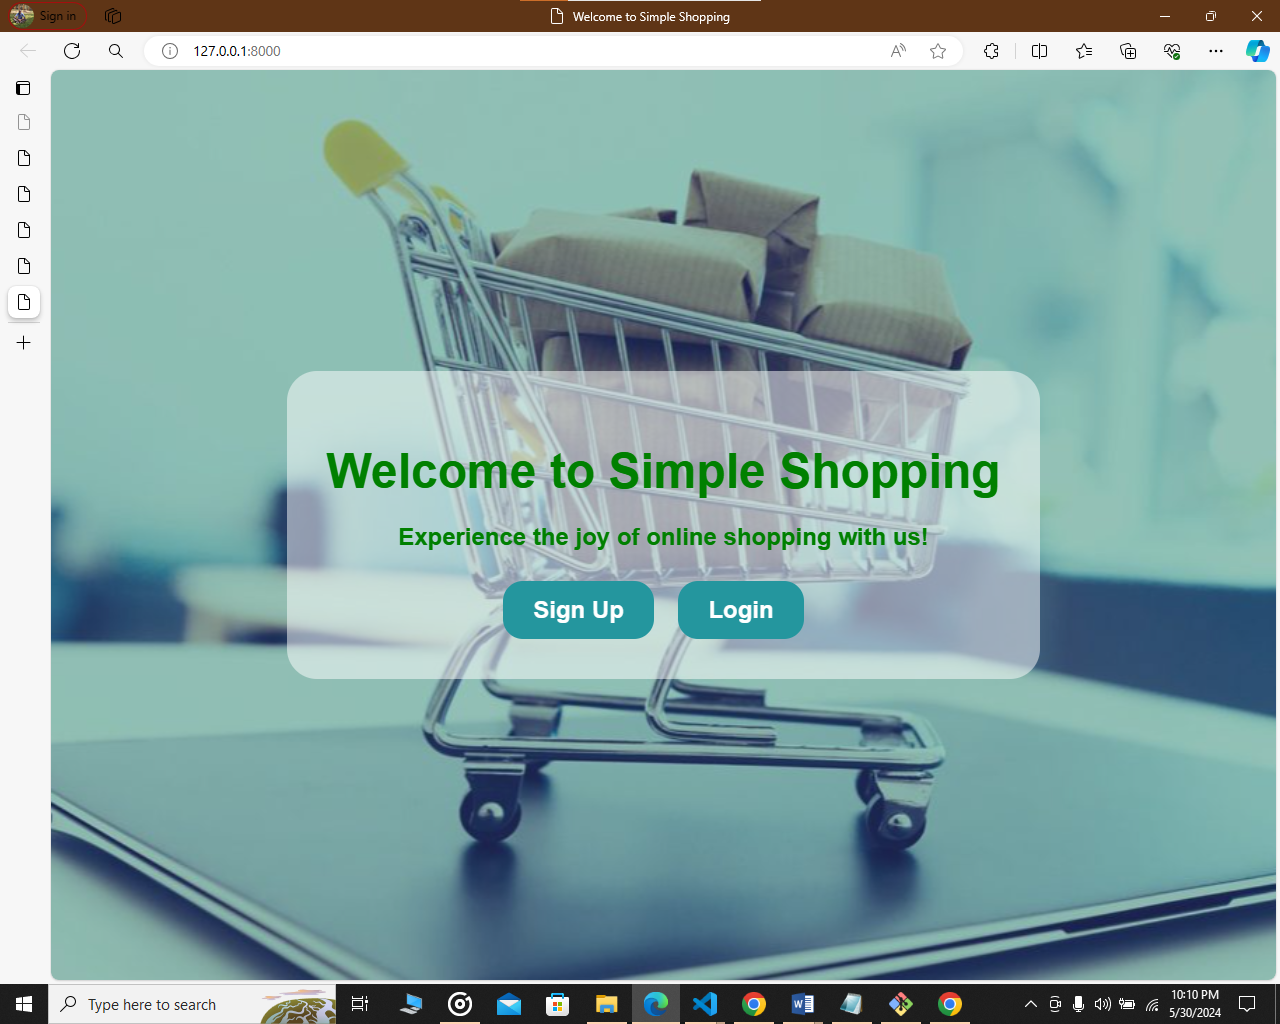 Sign in
Welcome to Simple Shopping
127.0.0.1:8000
Welcome to Simple Shopping
Experience the joy of online shopping with us!
Sign Up
Login
Type here to search
10:10 PM
5/30/2024